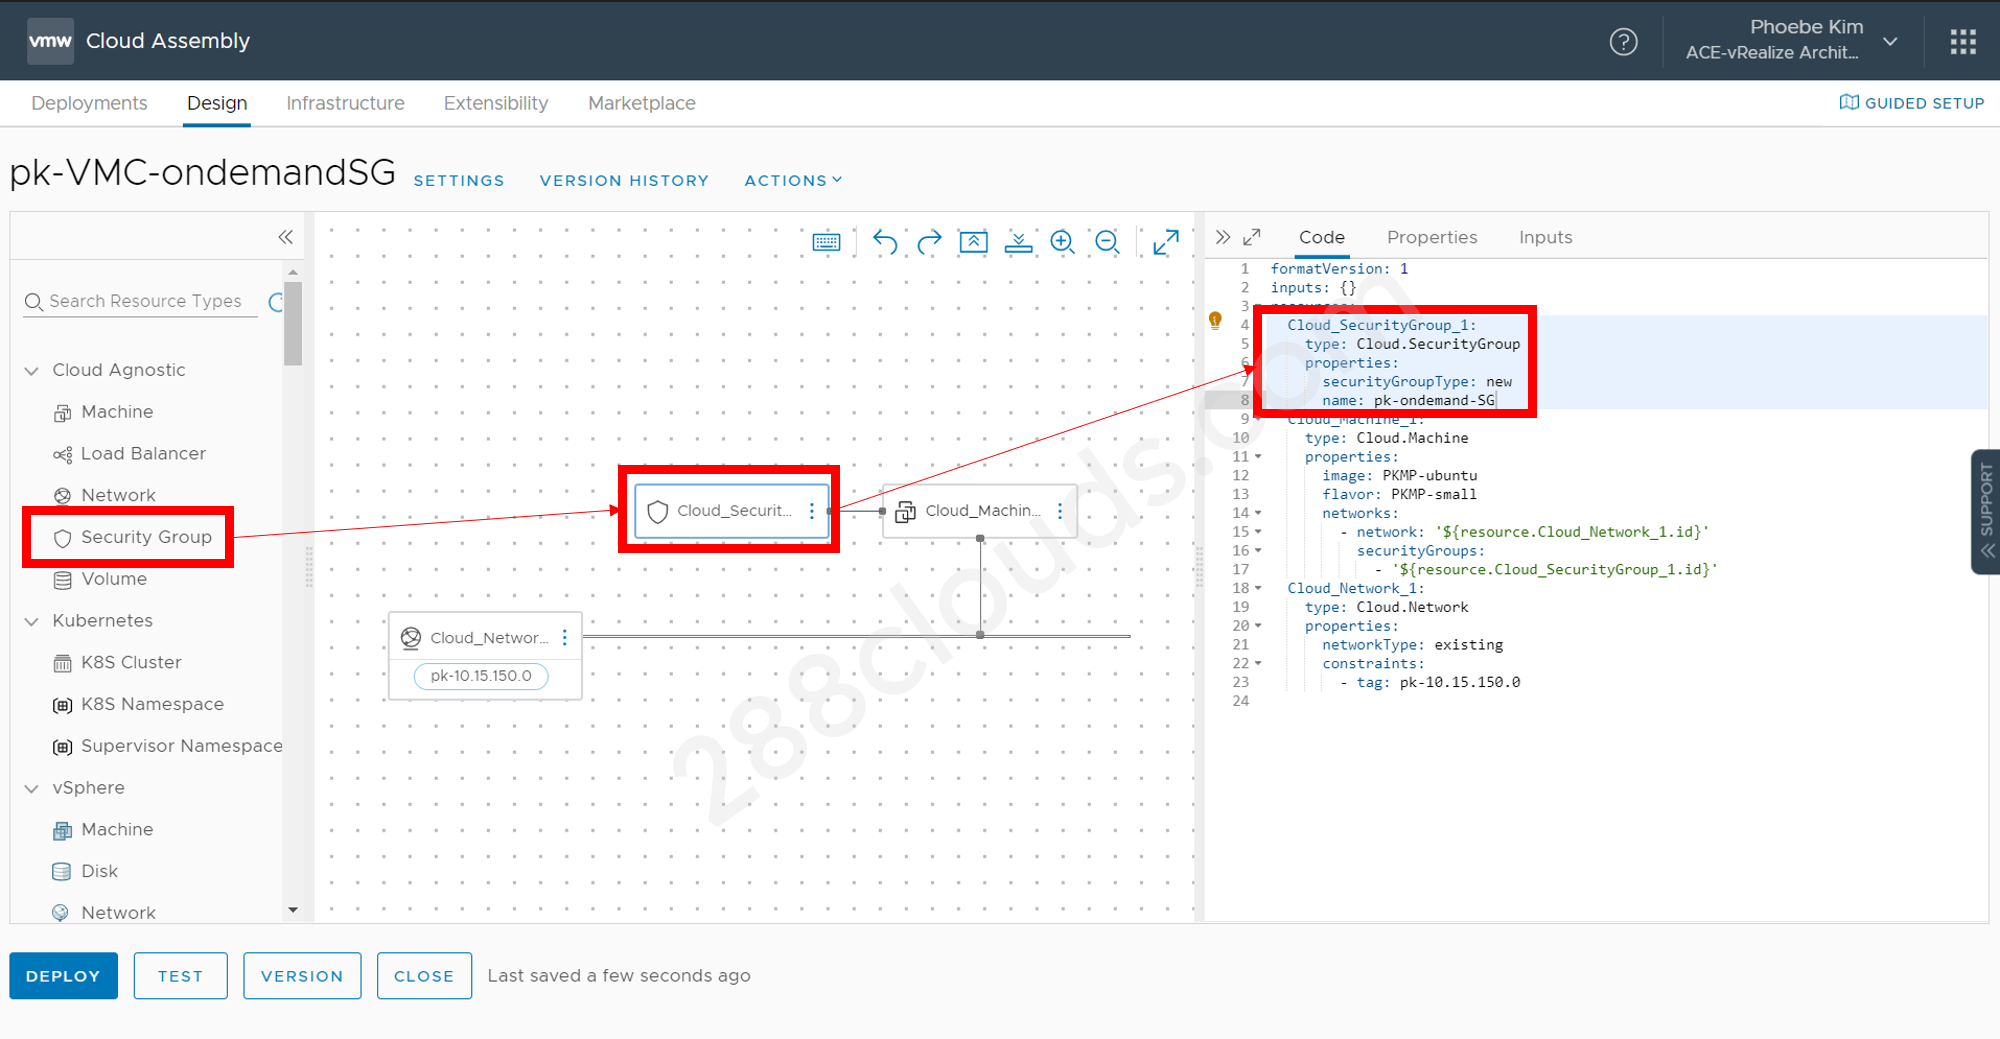 vmw Cloud Assembly
Phoebe Kim
ACE-vRealize Archit...
Deployments Design Infrastructure Extensibility Marketplace
GUIDED SETUP
pk-VMC-ondemandSG SETTINGS VERSION HISTORY ACTIONS
Search Resource Types
Cloud Agnostic
Machine
Load Balancer
Network
Security Group
Volume
Kubernetes
K8S Cluster
K8S Namespace
Supervisor Namespace
vSphere
Machine
Disk
Network
Cloud_Securit...
Cloud_Machin...
Cloud_Networ...
pk-10.15.150.0
288clouds.com
Code Properties Inputs
1 formatVersion: 1
2 inputs: {}
3
4 Cloud_SecurityGroup_1:
5 type: Cloud.SecurityGroup
6 properties:
7 securityGroupType: new
8 name: pk-ondemand-SG
9 Cloud_Machine_1:
10 type: Cloud.Machine
11 properties:
12 image: PKMP-ubuntu
13 flavor: PKMP-small
14 networks:
15 - network: '${resource.Cloud_Network_1.id}'
16 securityGroups:
17 - '${resource.Cloud_SecurityGroup_1.id}'
18 Cloud_Network_1:
19 type: Cloud.Network
20 properties:
21 networkType: existing
22 constraints:
23 - tag: pk-10.15.150.0
24
SUPPORT
DEPLOY TEST VERSION CLOSE Last saved a few seconds ago